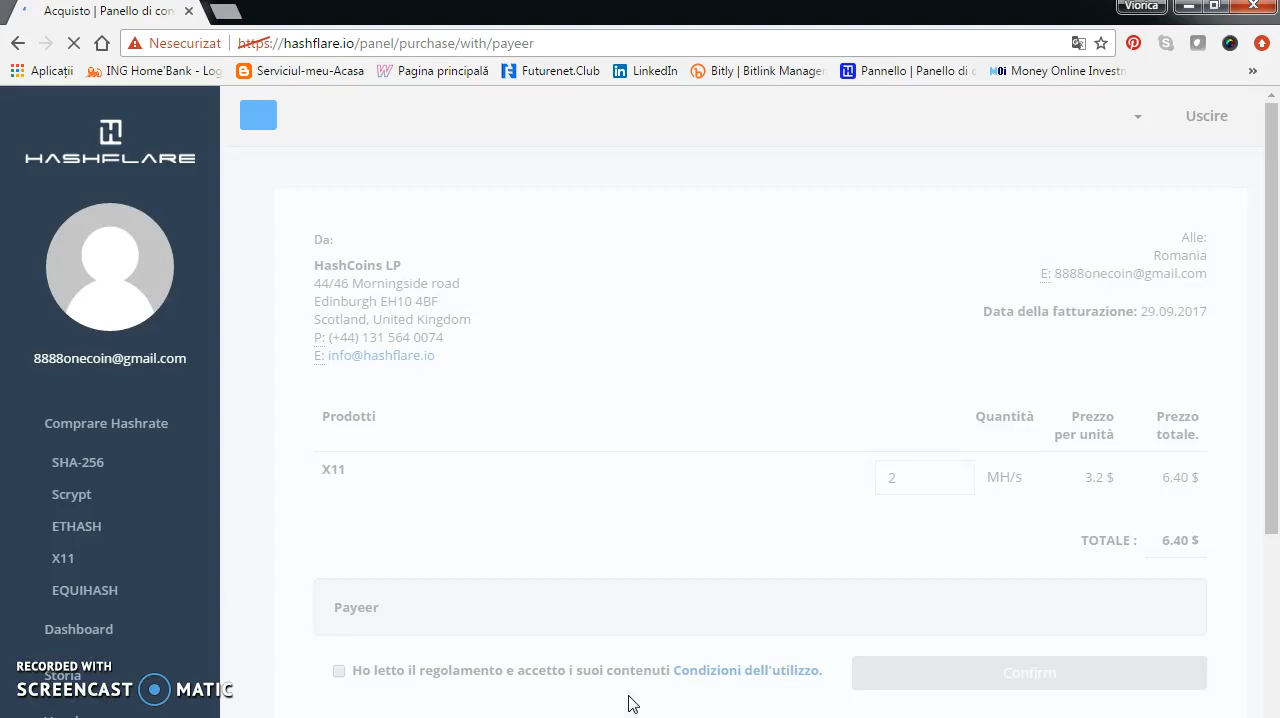 Acquisto | Panello di con
Viorica
Nesecurizat
https://hashflare.io/panel/purchase/with/payeer
Aplicații
ING Home'Bank - Log
Serviciul-meu-Acasa
Pagina principală
Futurenet.Club
LinkedIn
Bitly | Bitlink Manager
Pannello | Panello di c
Money Online Investm
»
HASHFLARE
8888onecoin@gmail.com
Comprare Hashrate
SHA-256
Scrypt
ETHASH
X11
EQUIHASH
Dashboard
Storia
RECORDED WITH
SCREENCAST MATIC
Uscire
Da:
HashCoins LP
44/46 Morningside road
Edinburgh EH10 4BF
Scotland, United Kingdom
P: (+44) 131 564 0074
E: info@hashflare.io
Alle:
Romania
E: 8888onecoin@gmail.com
Data della fatturazione: 29.09.2017
Prodotti
Quantità
Prezzo per unità
Prezzo totale.
X11
2
MH/s
3.2 $
6.40 $
TOTALE : 6.40 $
Payeer
Ho letto il regolamento e accetto i suoi contenuti Condizioni dell'utilizzo.
Confirm